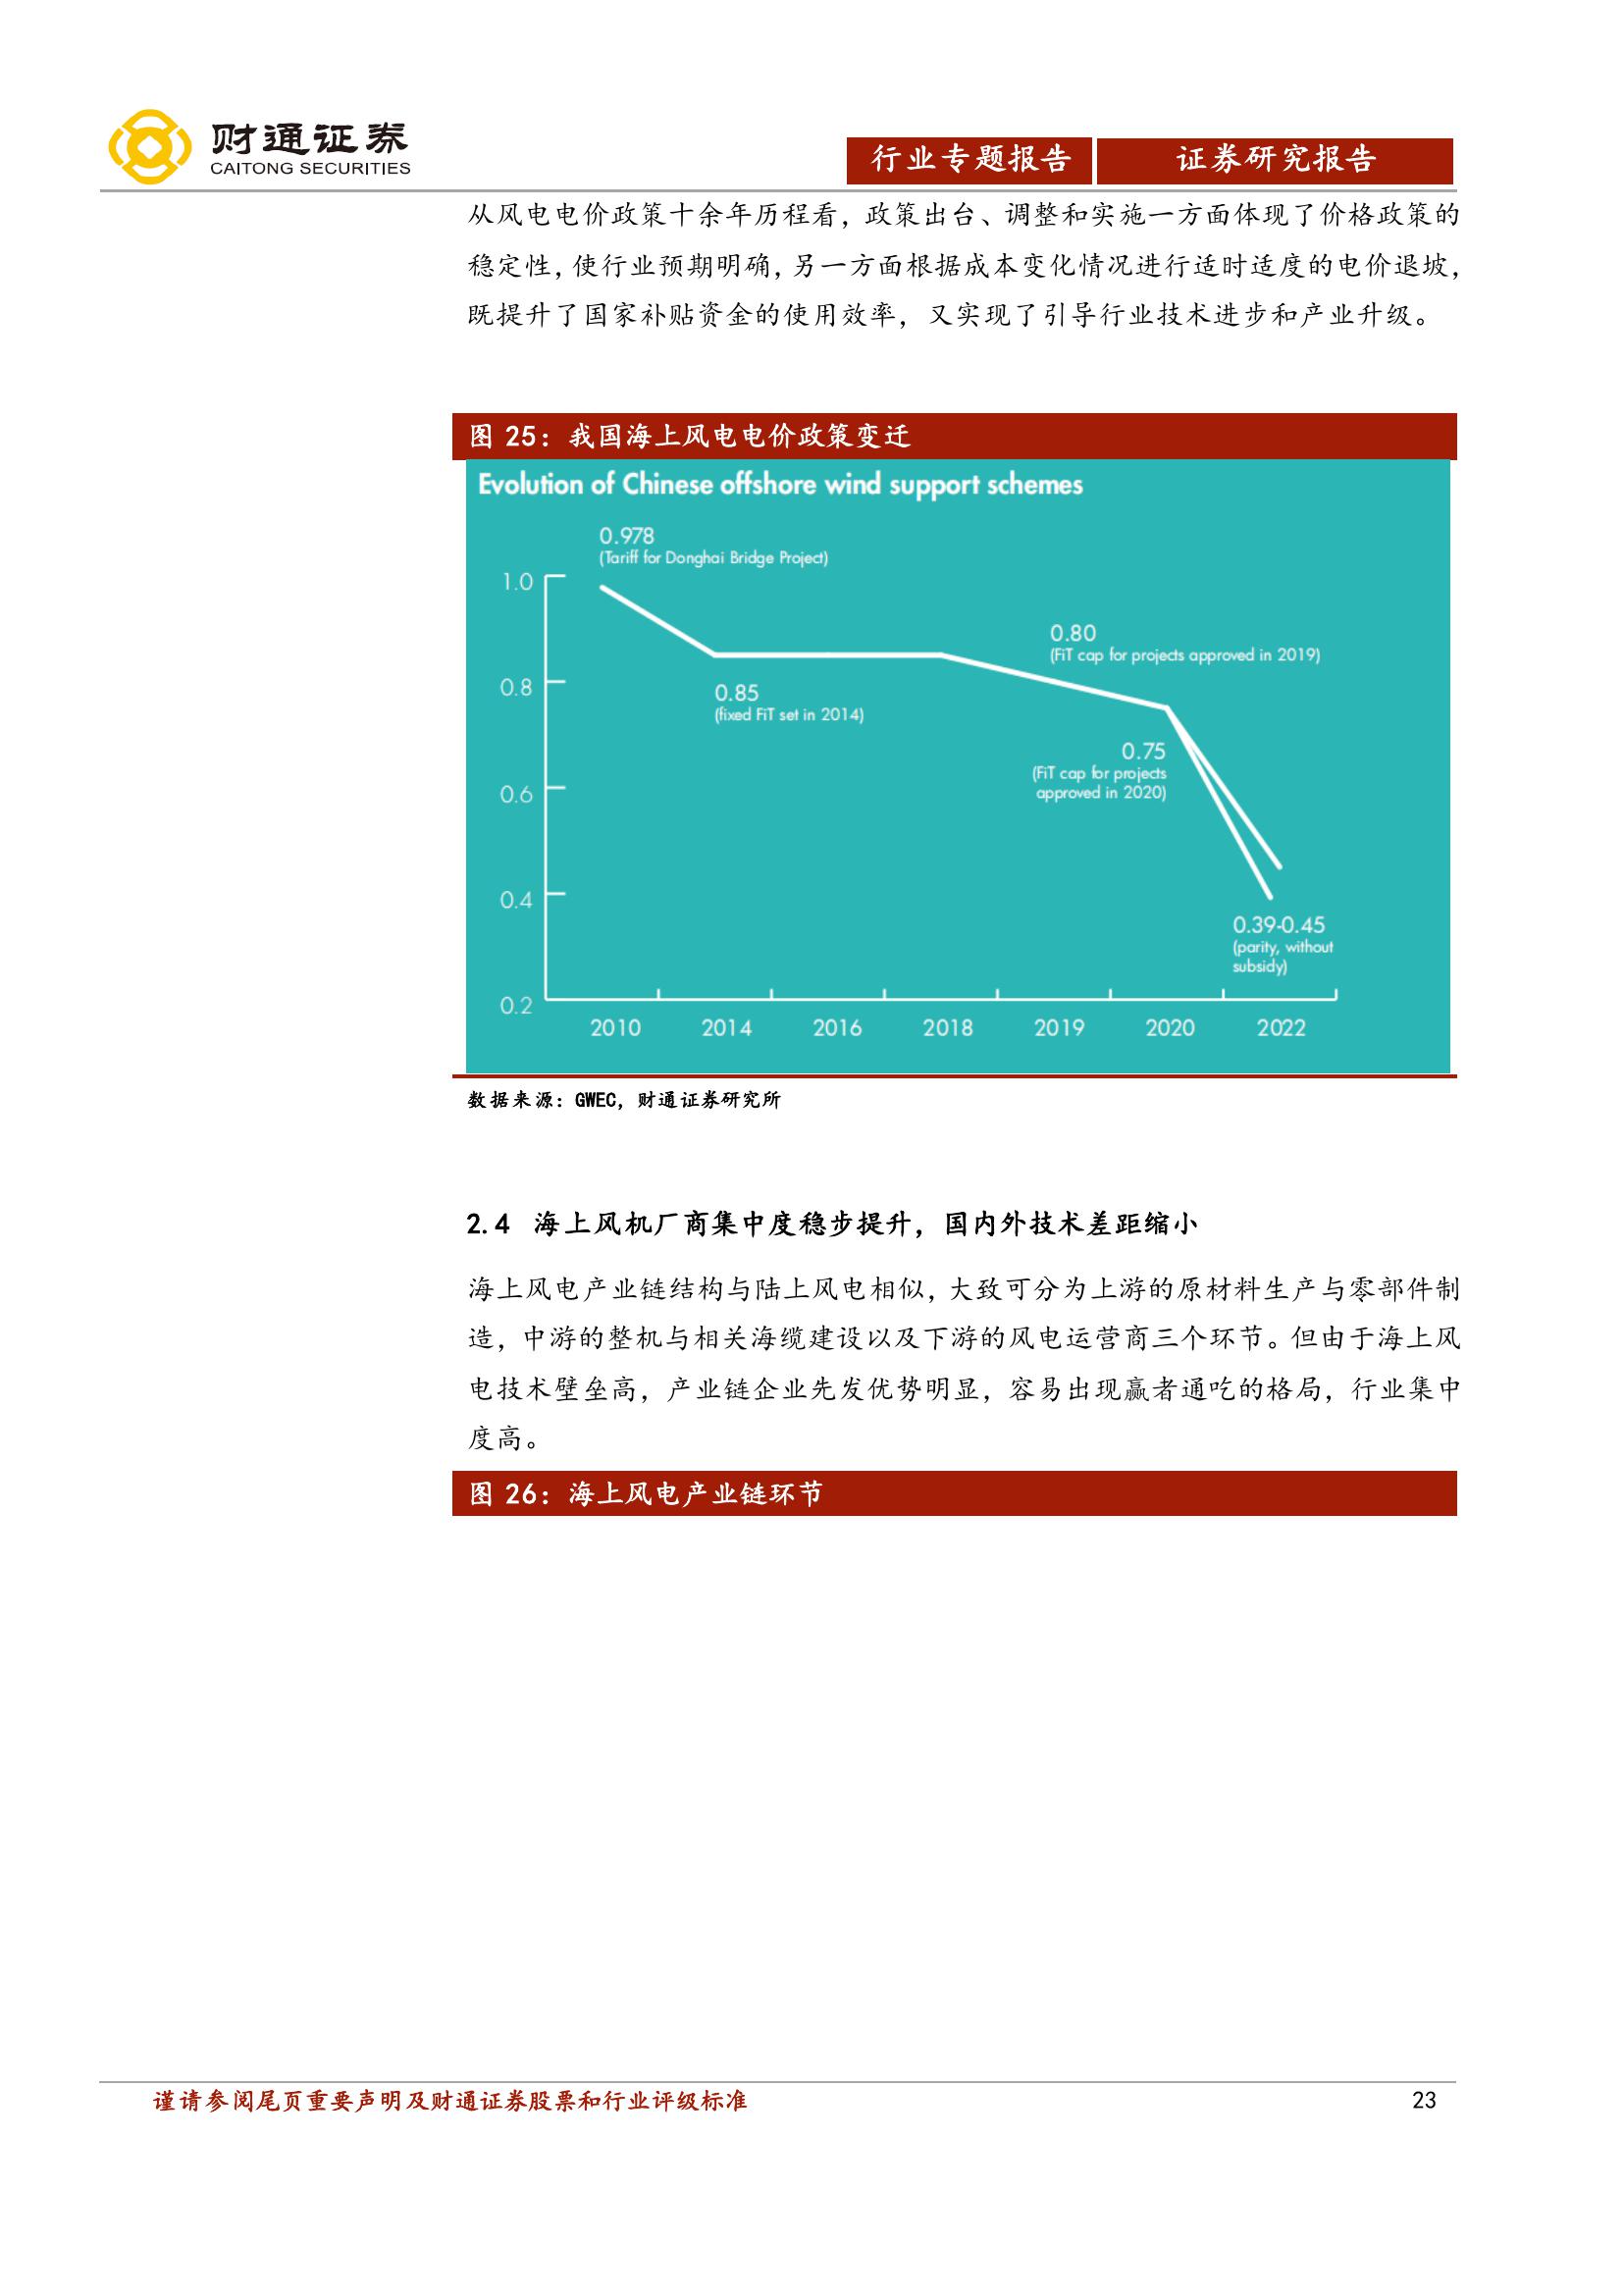 财通证券
CAITONG SECURITIES
行业专题报告 证券研究报告
从风电电价政策十余年历程看，政策出台、调整和实施一方面体现了价格政策的
稳定性，使行业预期明确，另一方面根据成本变化情况进行适时适度的电价退坡，
既提升了国家补贴资金的使用效率，又实现了引导行业技术进步和产业升级。
图 25：我国海上风电电价政策变迁
Evolution of Chinese offshore wind support schemes
0.978
(Tariff for Donghai Bridge Project)
1.0
0.80
(FiT cap for projects approved in 2019)
0.8
0.85
(fixed FiT set in 2014)
0.75
(FiT cap for projects
approved in 2020)
0.6
0.4
0.39-0.45
(parity, without
subsidy)
0.2
2010 2014 2016 2018 2019 2020 2022
数据来源：GWEC，财通证券研究所
2.4 海上风机厂商集中度稳步提升，国内外技术差距缩小
海上风电产业链结构与陆上风电相似，大致可分为上游的原材料生产与零部件制
造，中游的整机与相关海缆建设以及下游的风电运营商三个环节。但由于海上风
电技术壁垒高，产业链企业先发优势明显，容易出现赢者通吃的格局，行业集中
度高。
图 26：海上风电产业链环节
谨请参阅尾页重要声明及财通证券股票和行业评级标准 23